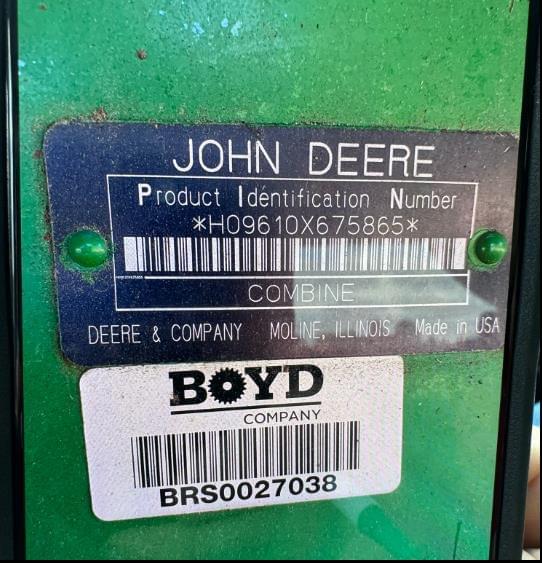 JOHN DEERE
Product Identification Number
*H09610X675865*
COMBINE
DEERE & COMPANY MOLINE, ILLINOIS Made in USA
BOYD
COMPANY
BRS0027038